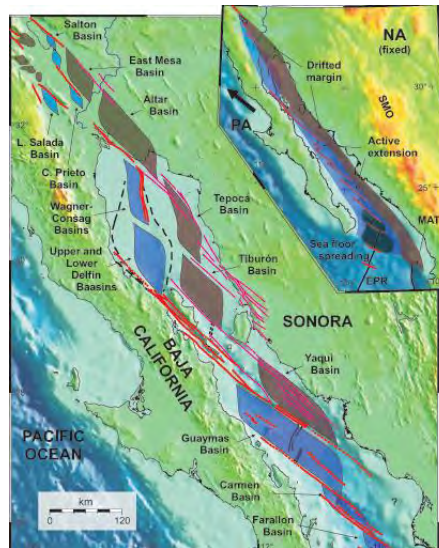 Salton
Basin
East Mesa
Basin
Altar
Basin
32°
L. Salada
Basin
C. Prieto
Basin
Wagner-
Consag
Basins
Tepoca
Basin
Upper and
Lower
Delfin
Baasins
Tiburón
Basin
SONORA
BAJA
CALIFORNIA
Yaqui
Basin
PACIFIC
OCEAN
Guaymas
Basin
Carmen
Basin
Farallon
Basin
?
km
0
120
NA
(fixed)
Drifted
margin
30°
SMO
PA
Active
extension
25°
MAT
Sea floor
spreading
EPR